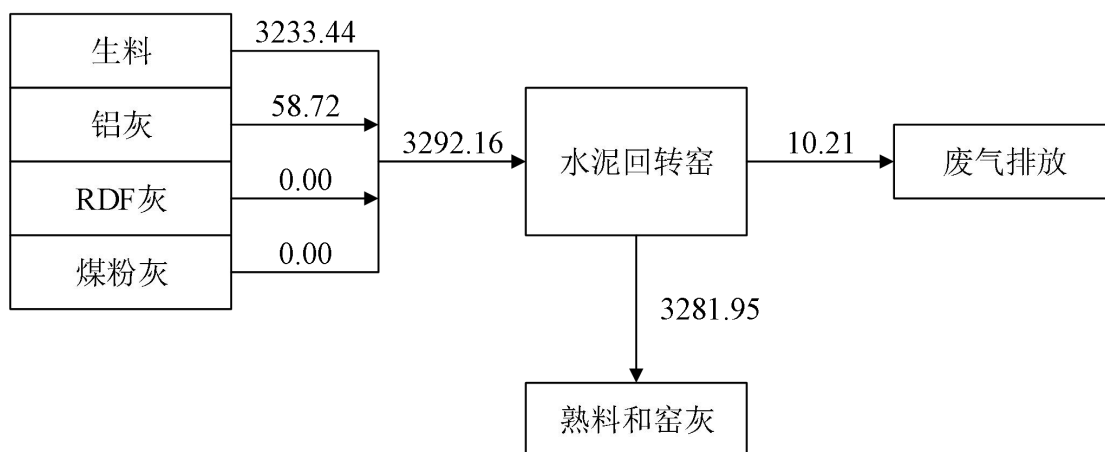 生料
3233.44
铝灰
58.72
RDF灰
0.00
煤粉灰
0.00
3292.16
水泥回转窑
10.21
废气排放
3281.95
熟料和窑灰